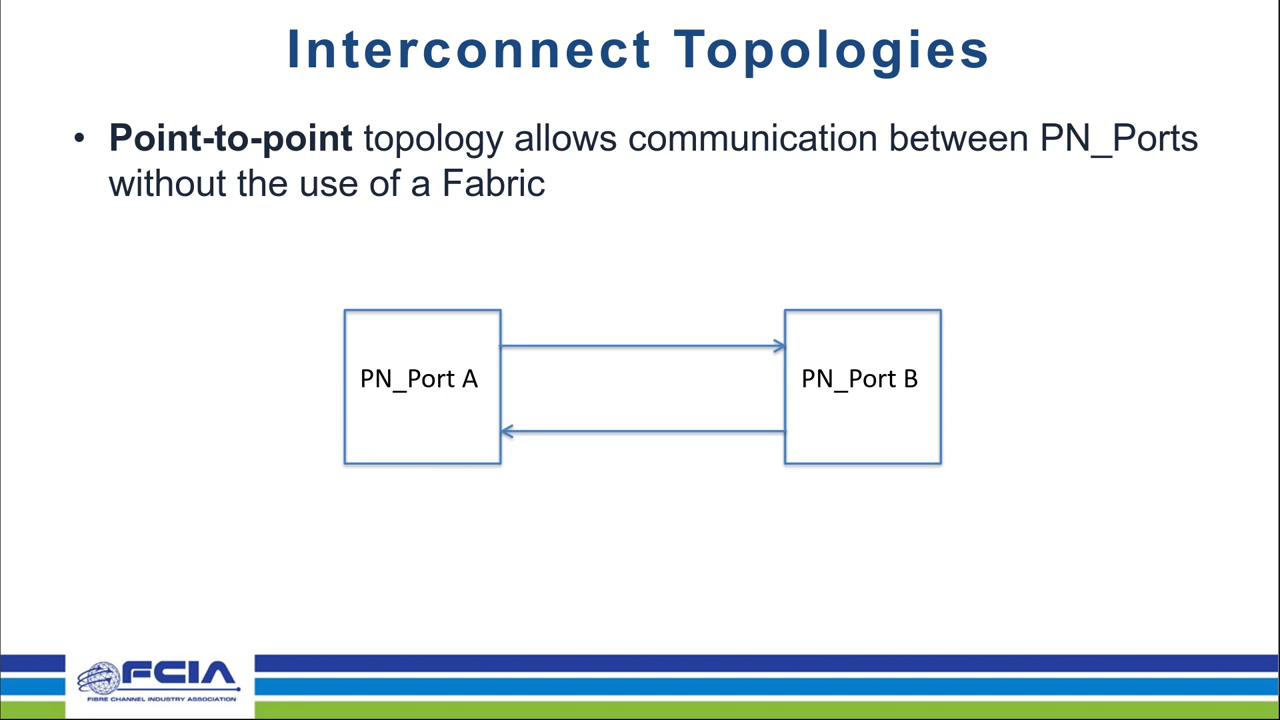 Interconnect Topologies
• Point-to-point topology allows communication between PN_Ports
without the use of a Fabric
PN_Port A
PN_Port B
FCIA
FIBRE CHANNEL INDUSTRY ASSOCIATION